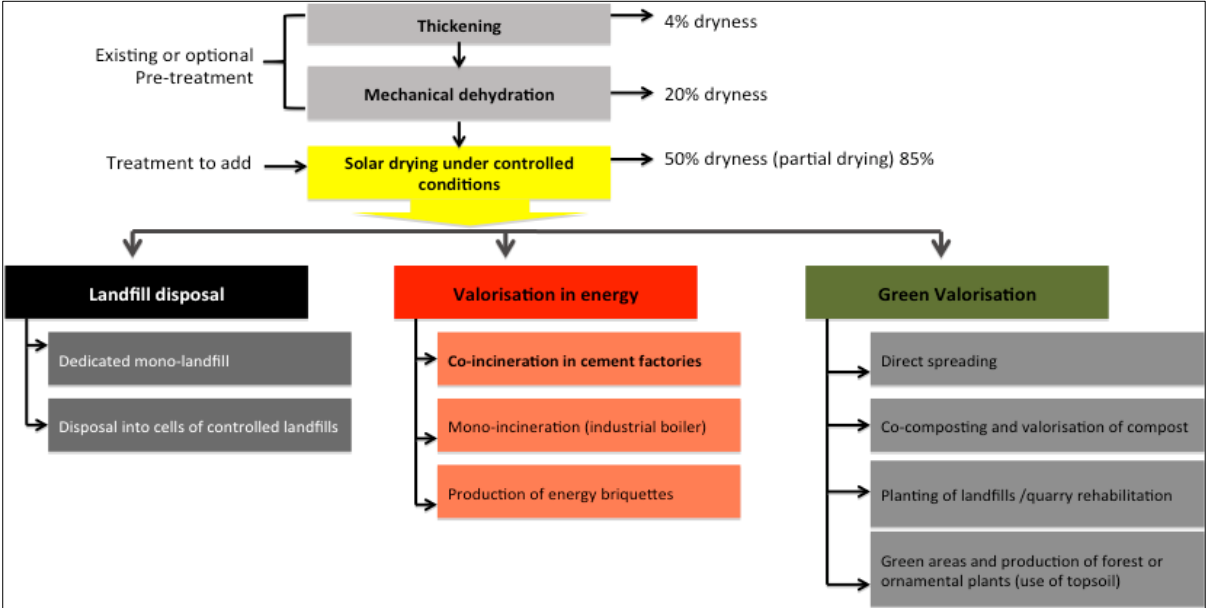 Thickening
4% dryness
Existing or optional
Pre-treatment
Mechanical dehydration
20% dryness
Treatment to add
Solar drying under controlled
conditions
50% dryness (partial drying) 85%
Landfill disposal
Valorisation in energy
Green Valorisation
Dedicated mono-landfill
Disposal into cells of controlled landfills
Co-incineration in cement factories
Mono-incineration (industrial boiler)
Production of energy briquettes
Direct spreading
Co-composting and valorisation of compost
Planting of landfills /quarry rehabilitation
Green areas and production of forest or
ornamental plants (use of topsoil)